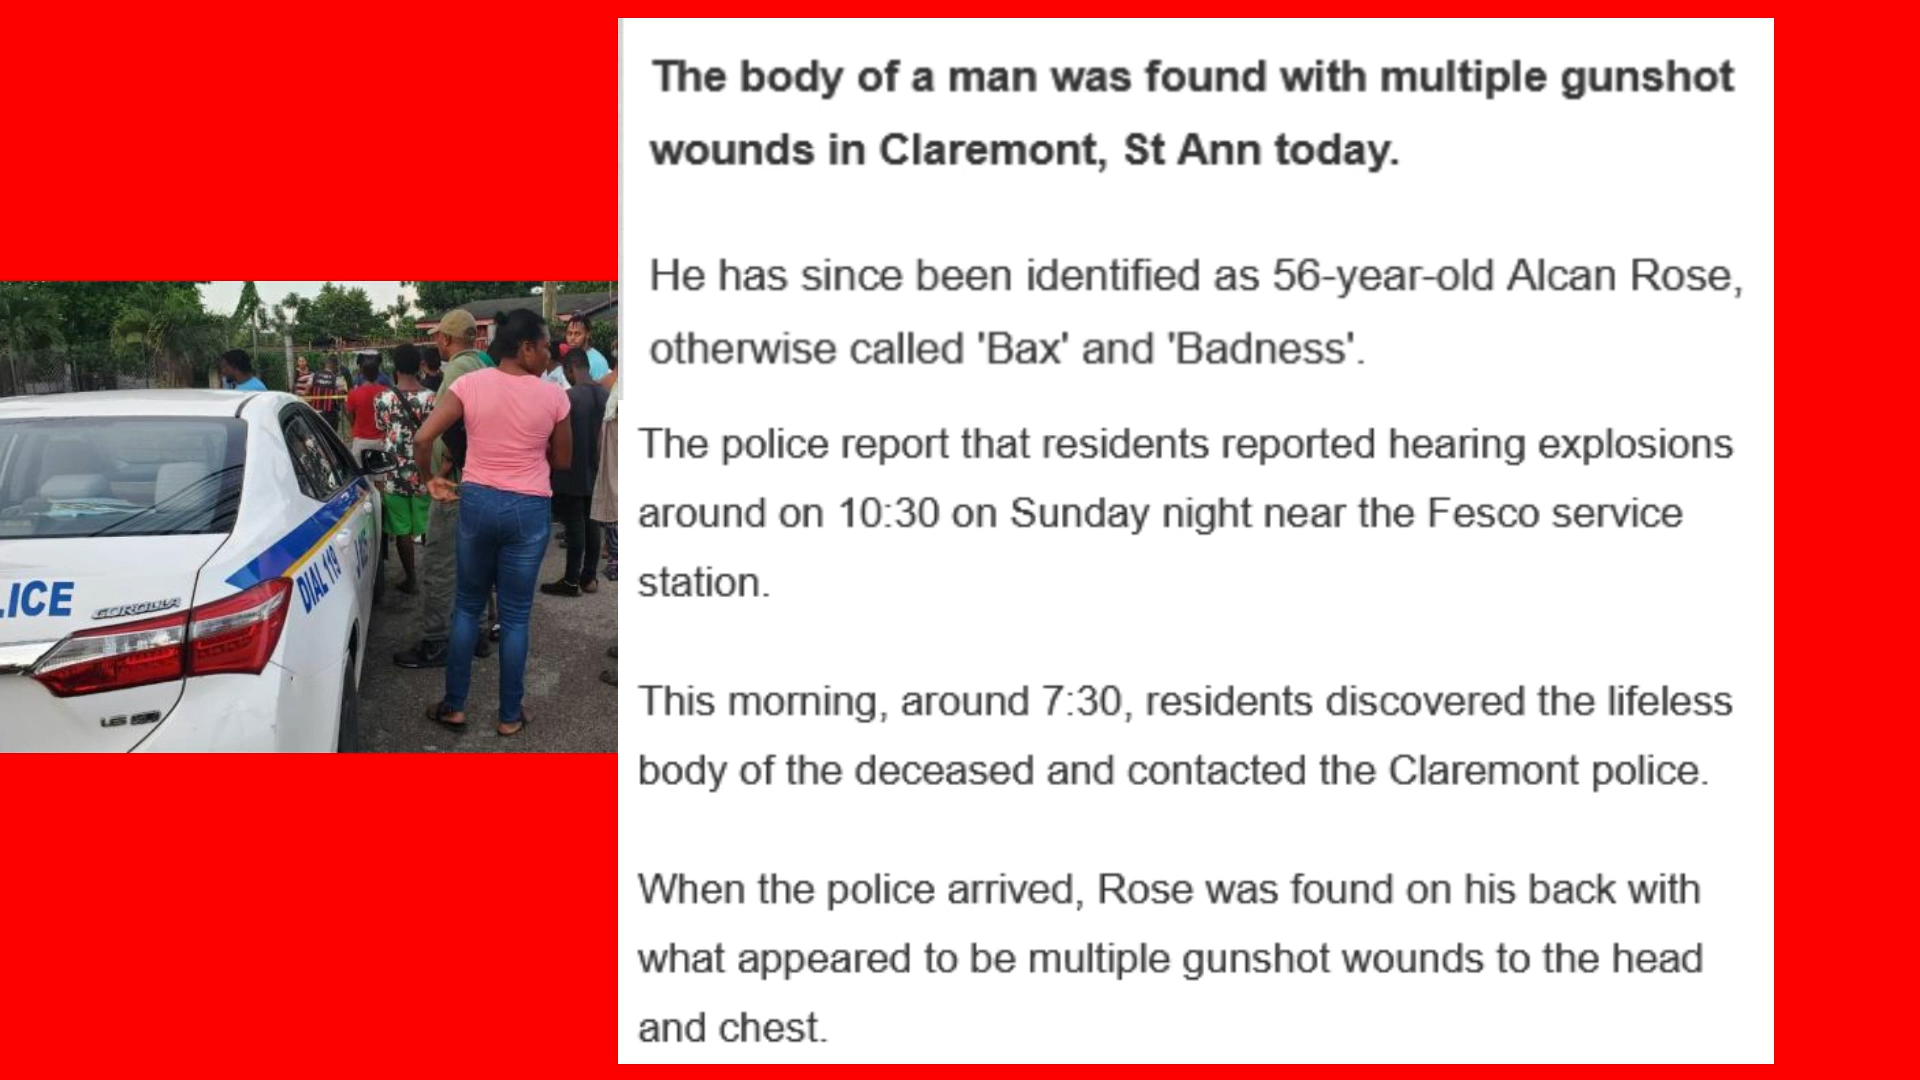 The body of a man was found with multiple gunshot
wounds in Claremont, St Ann today.
He has since been identified as 56-year-old Alcan Rose,
otherwise called 'Bax' and 'Badness'.
The police report that residents reported hearing explosions
around on 10:30 on Sunday night near the Fesco service
station.
This morning, around 7:30, residents discovered the lifeless
body of the deceased and contacted the Claremont police.
When the police arrived, Rose was found on his back with
what appeared to be multiple gunshot wounds to the head
and chest.
LICE
COROLLA
DIAL 119